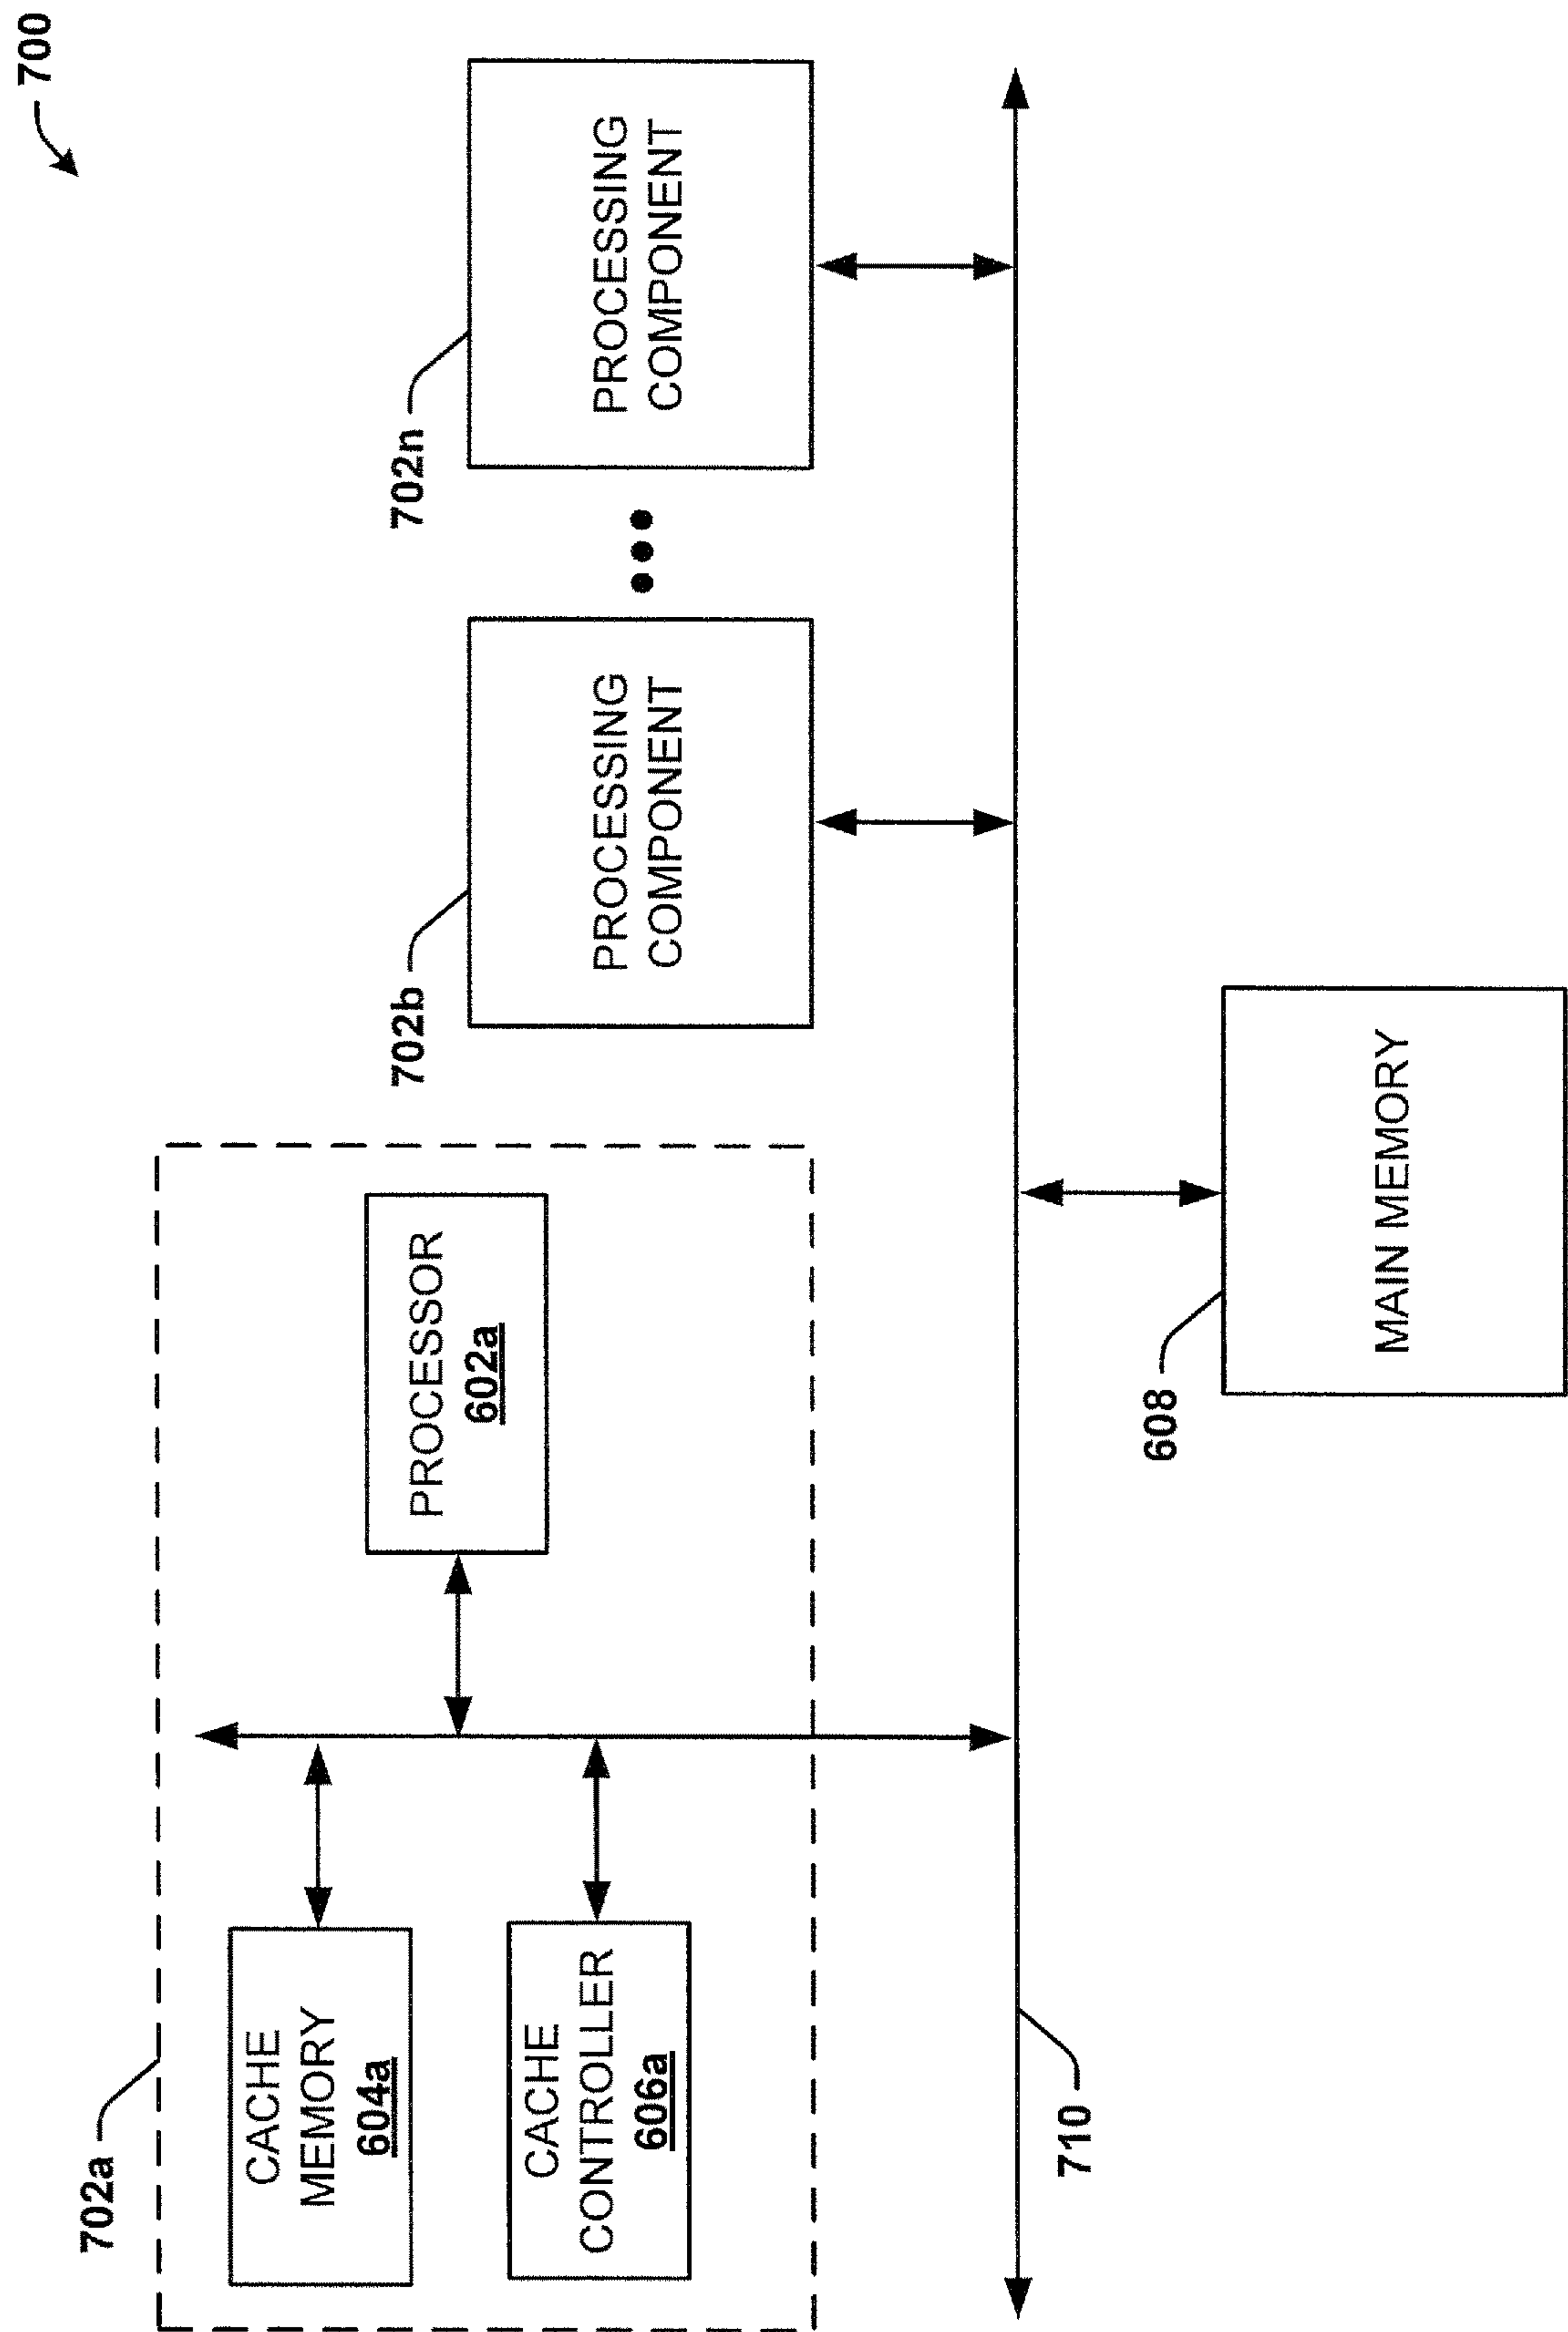 700
702a
CACHE
MEMORY
604a
CACHE
CONTROLLER
606a
PROCESSOR
602a
702b
PROCESSING
COMPONENT
702n
PROCESSING
COMPONENT
710
608
MAIN MEMORY